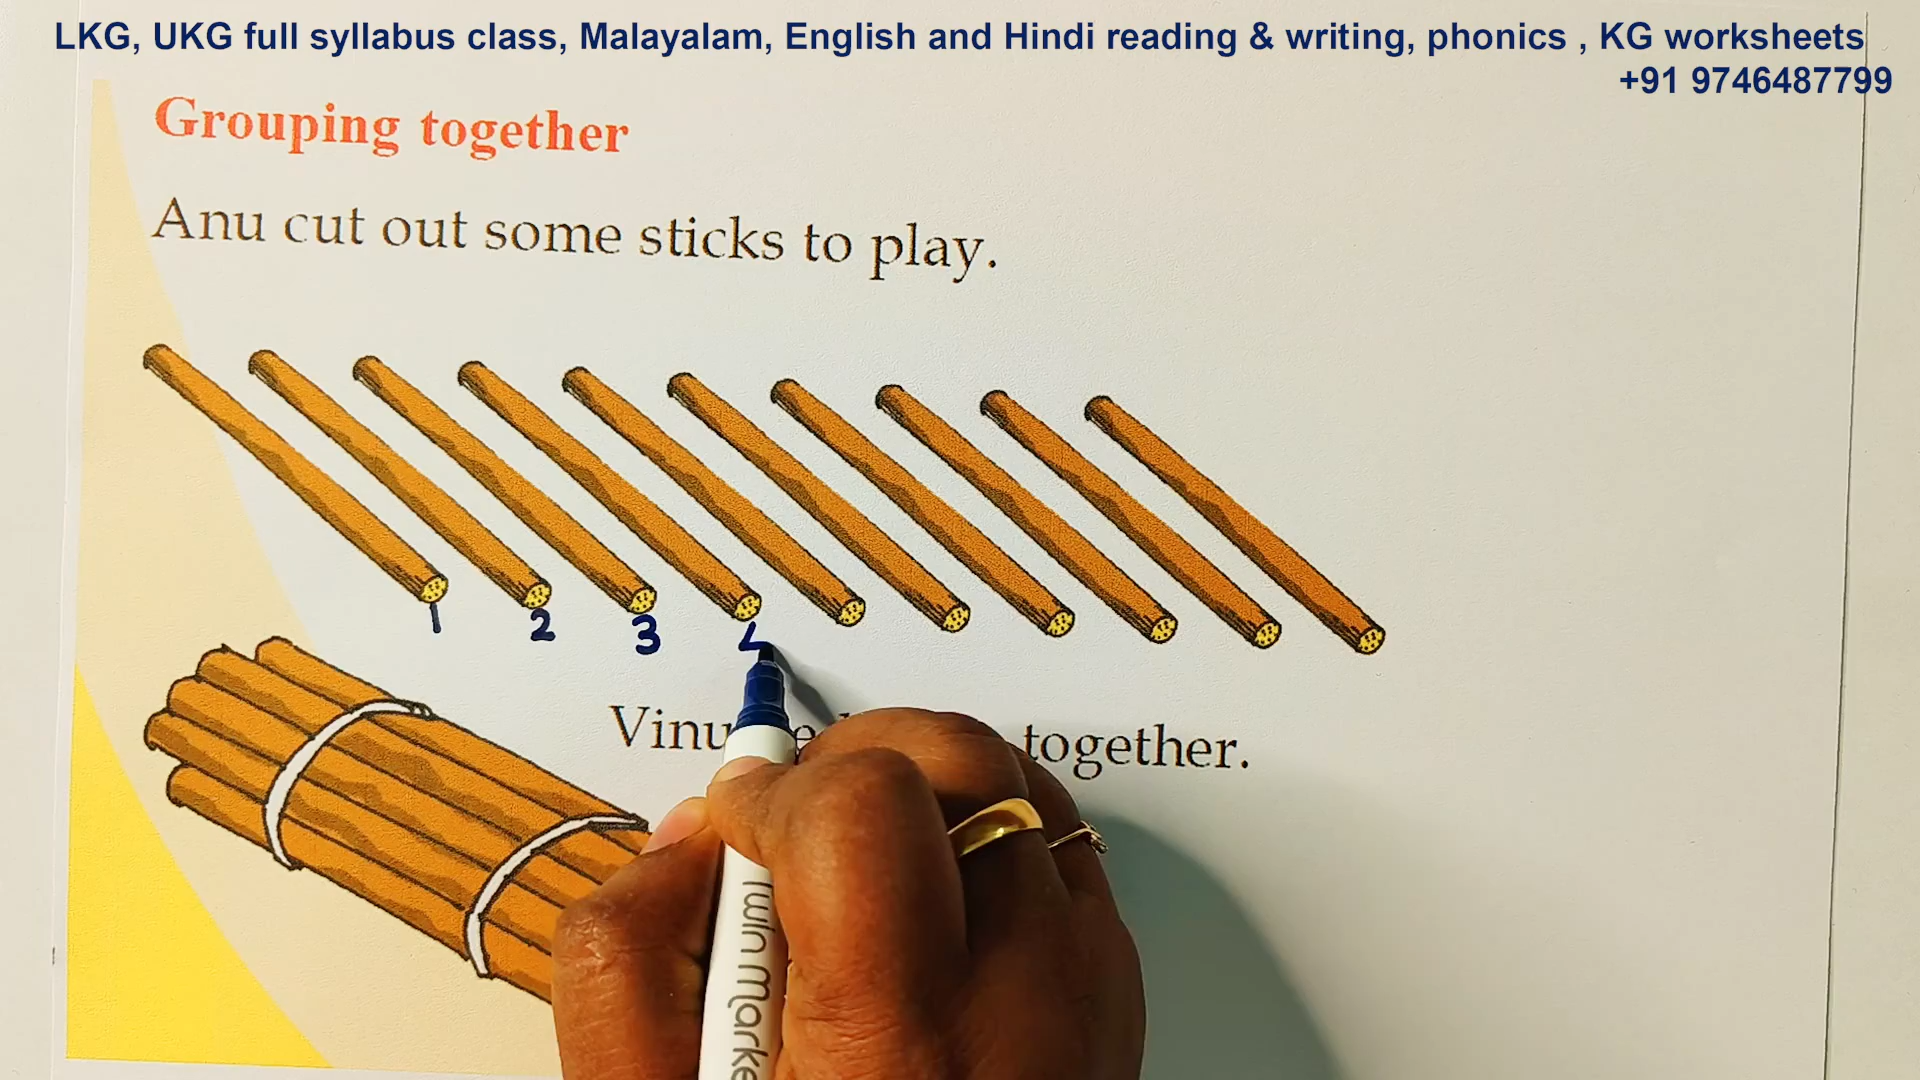 LKG, UKG full syllabus class, Malayalam, English and Hindi reading & writing, phonics , KG worksheets
+91 9746487799
Grouping together
Anu cut out some sticks to play.
1 2 3
Vinu together.
Twin Marke